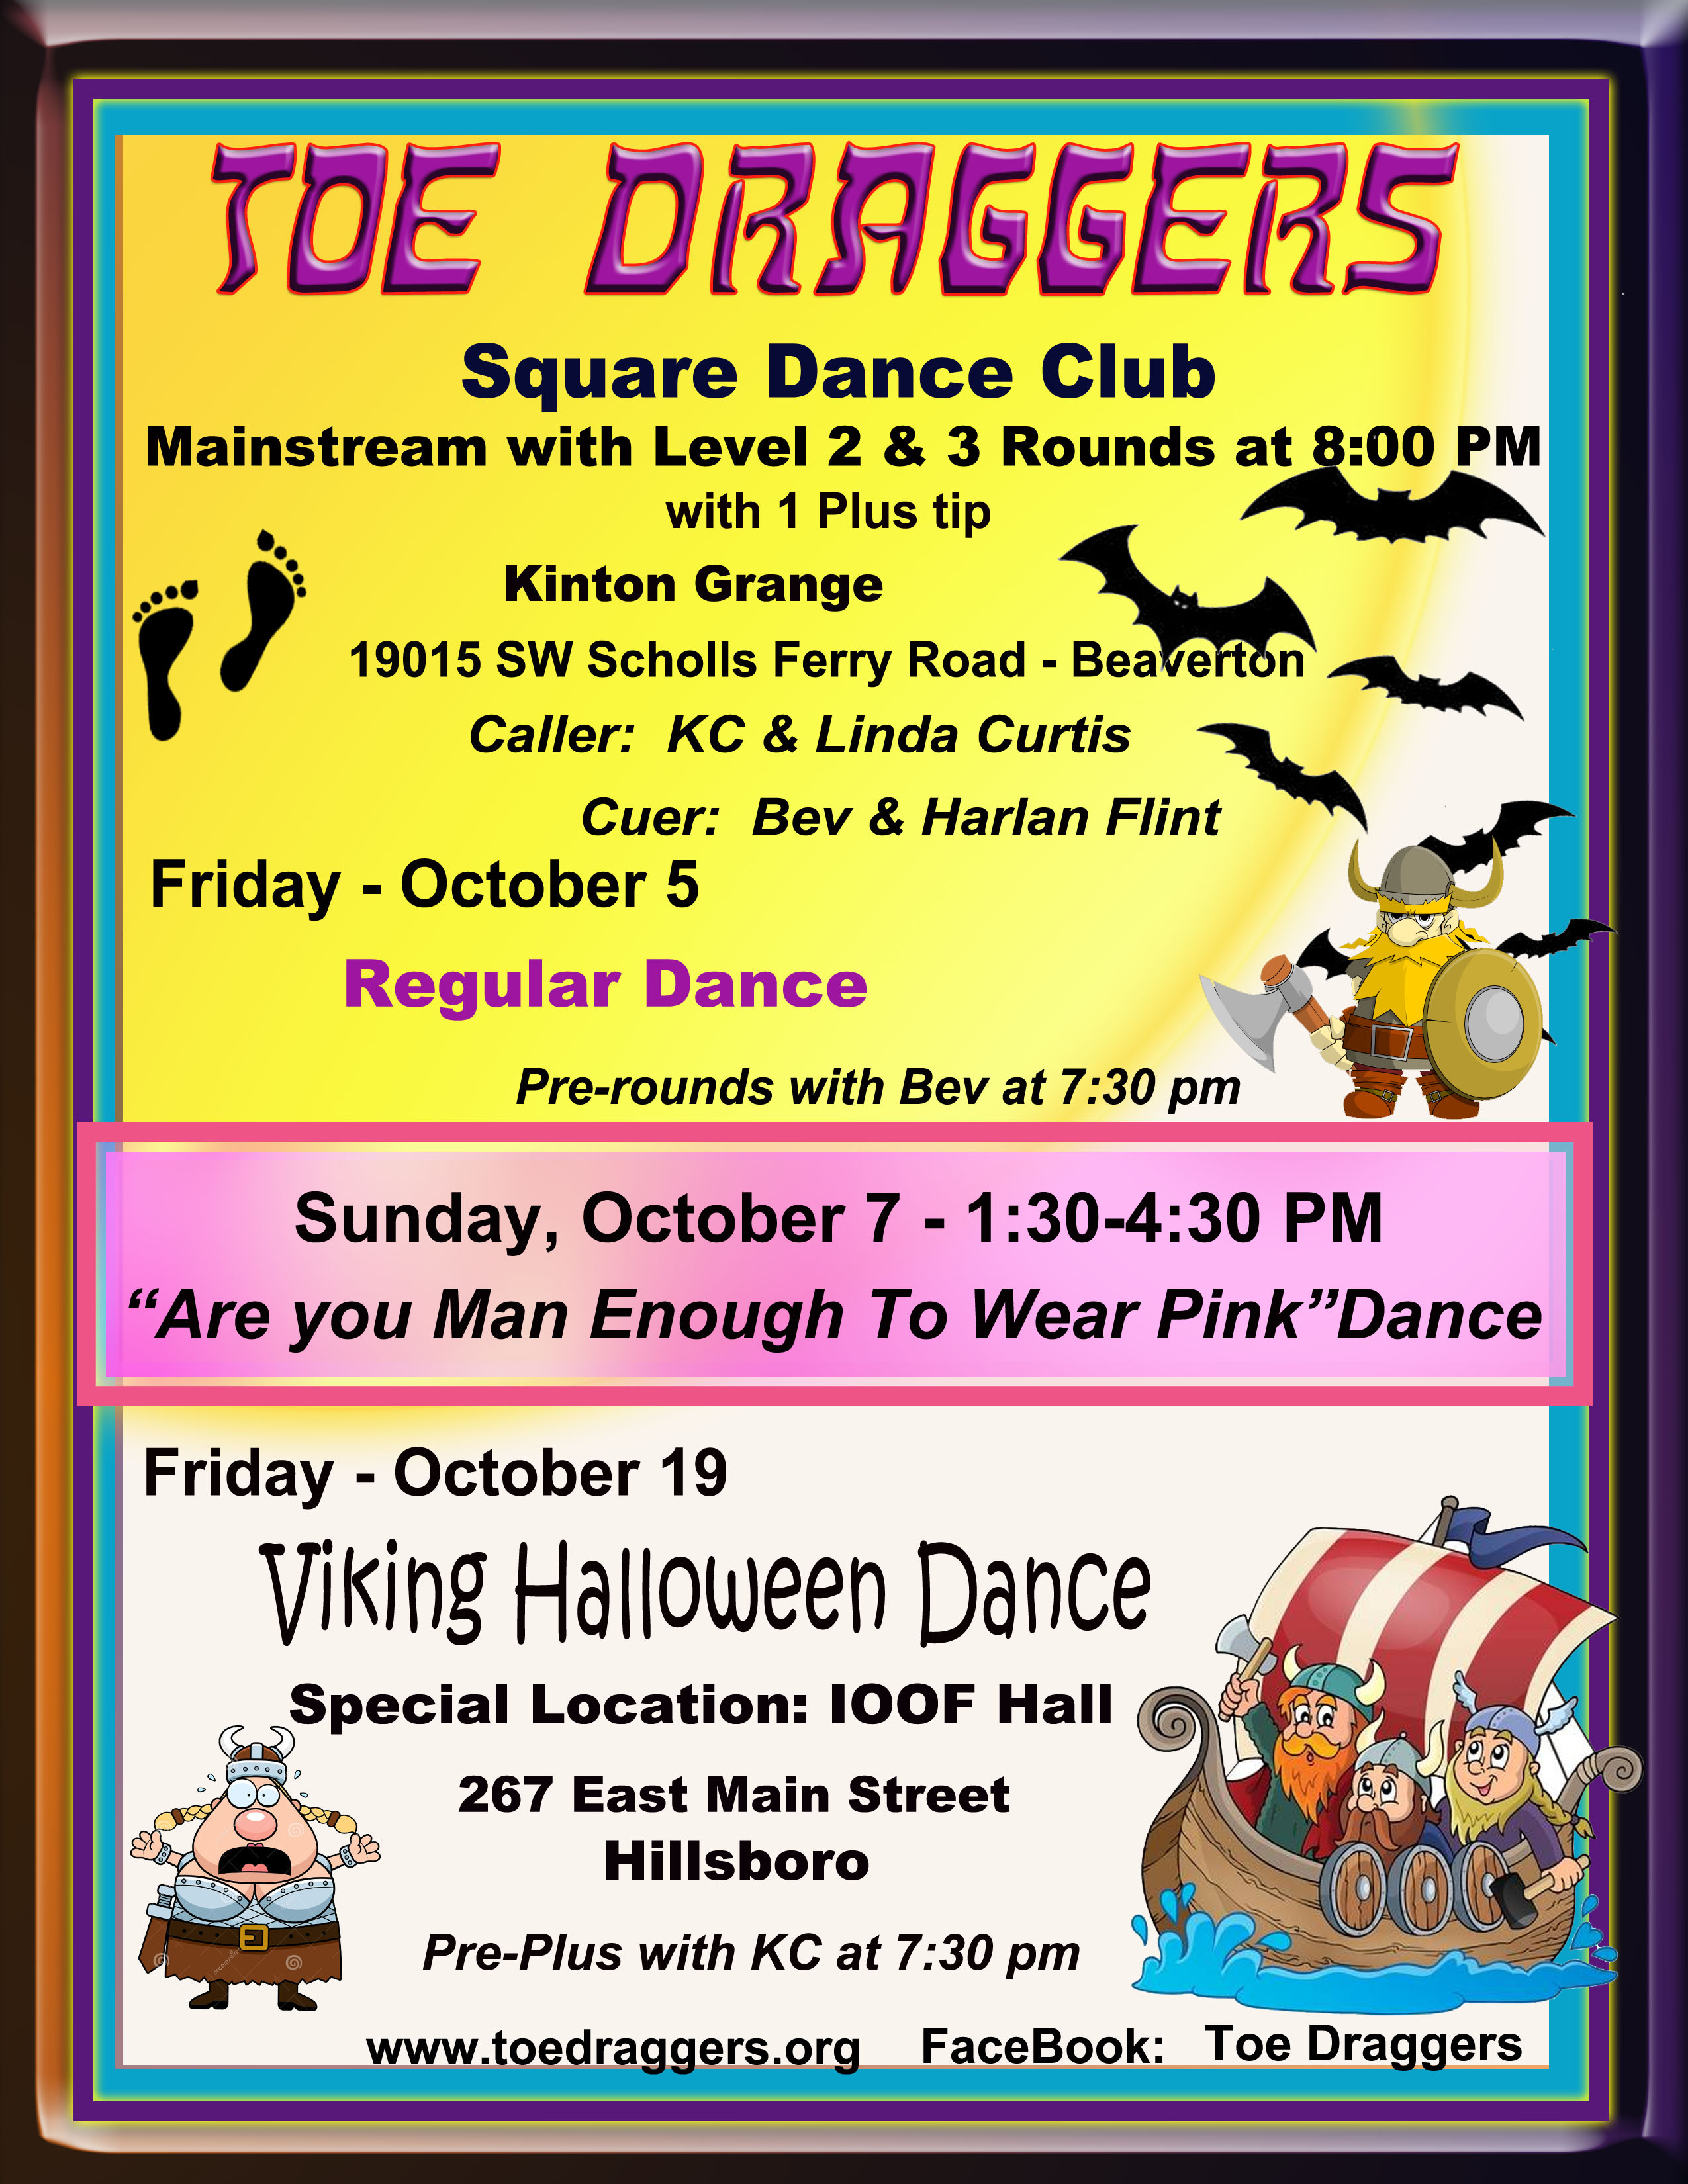 TOE DRAGGERS
Square Dance Club
Mainstream with Level 2 & 3 Rounds at 8:00 PM
with 1 Plus tip
Kinton Grange
19015 SW Scholls Ferry Road - Beaverton
Caller: KC & Linda Curtis
Cuer: Bev & Harlan Flint
Friday - October 5
Regular Dance
Pre-rounds with Bev at 7:30 pm
Sunday, October 7 - 1:30-4:30 PM
“Are you Man Enough To Wear Pink”Dance
Friday - October 19
Viking Halloween Dance
Special Location: IOOF Hall
267 East Main Street
Hillsboro
Pre-Plus with KC at 7:30 pm
www.toedraggers.org FaceBook: Toe Draggers